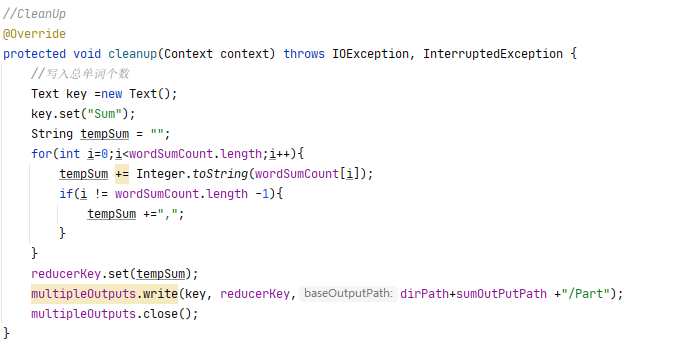 //CleanUp
@Override
protected void cleanup(Context context) throws IOException, InterruptedException {
    //写入总单词个数
    Text key =new Text();
    key.set("Sum");
    String tempSum = "";
    for(int i=0;i<wordSumCount.length;i++){
        tempSum += Integer.toString(wordSumCount[i]);
        if(i != wordSumCount.length -1){
            tempSum +=",";
        }
    }
    reducerKey.set(tempSum);
    multipleOutputs.write(key, reducerKey, baseOutputPath: dirPath+sumOutPutPath +"/Part");
    multipleOutputs.close();
}